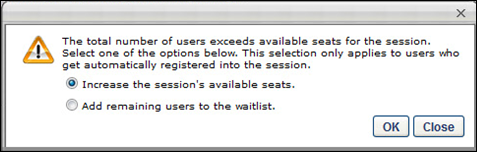 The total number of users exceeds available seats for the session.
Select one of the options below. This selection only applies to users who
get automatically registered into the session.
Increase the session's available seats.
Add remaining users to the waitlist.
OK Close